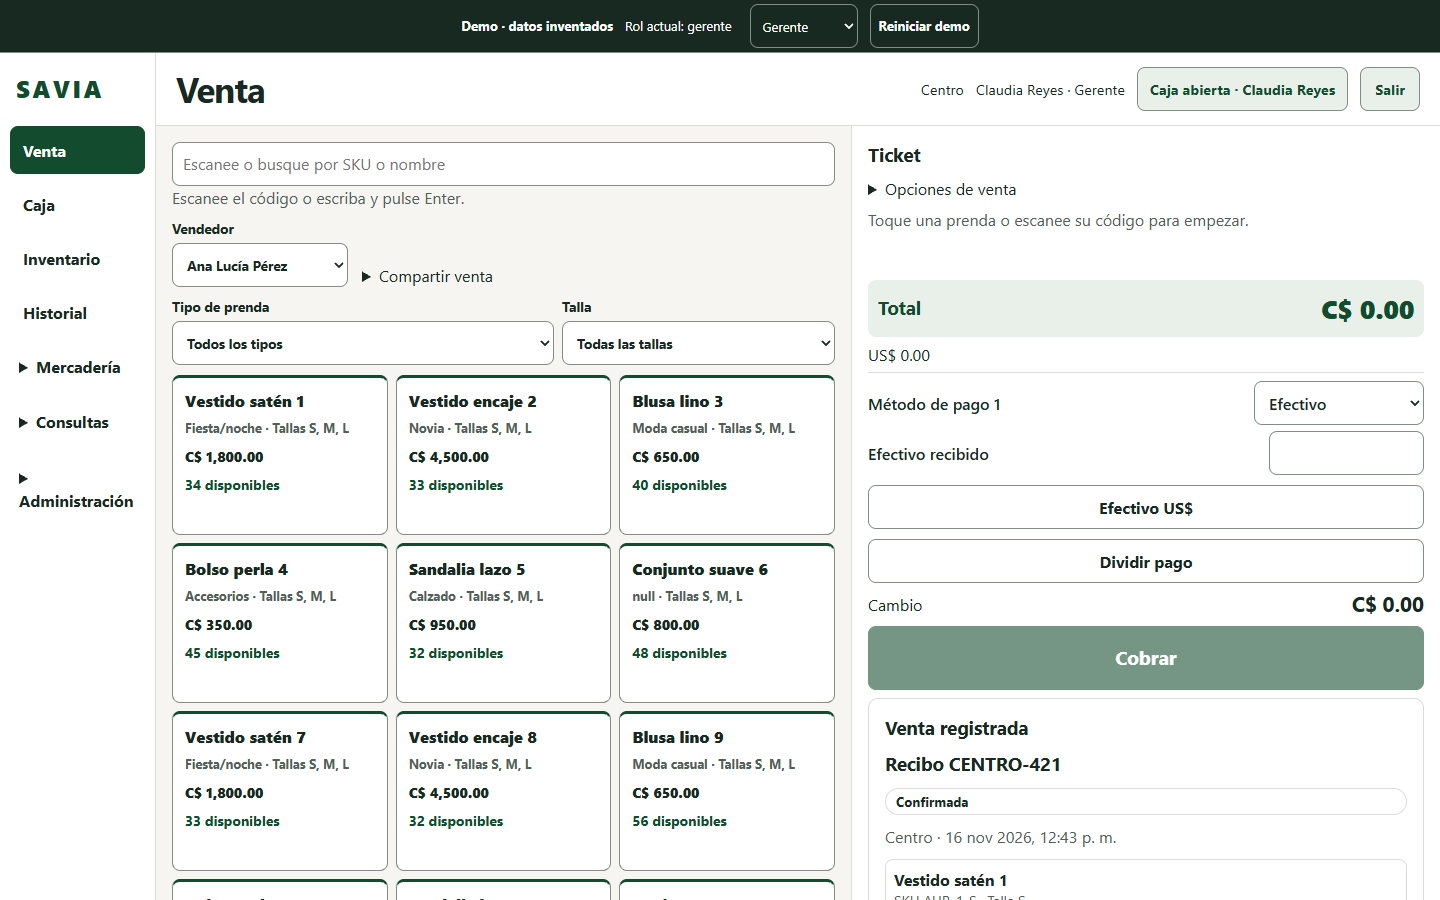 Demo · datos inventados Rol actual: gerente Gerente Reiniciar demo
SAVIA
Venta
Caja
Inventario
Historial
Mercadería
Consultas
Administración
Venta
Centro Claudia Reyes · Gerente Caja abierta · Claudia Reyes Salir
Escanee o busque por SKU o nombre
Escanee el código o escriba y pulse Enter.
Vendedor
Ana Lucía Pérez
Compartir venta
Tipo de prenda
Todos los tipos
Talla
Todas las tallas
Vestido satén 1
Fiesta/noche · Tallas S, M, L
C$ 1,800.00
34 disponibles
Vestido encaje 2
Novia · Tallas S, M, L
C$ 4,500.00
33 disponibles
Blusa lino 3
Moda casual · Tallas S, M, L
C$ 650.00
40 disponibles
Bolso perla 4
Accesorios · Tallas S, M, L
C$ 350.00
45 disponibles
Sandalia lazo 5
Calzado · Tallas S, M, L
C$ 950.00
32 disponibles
Conjunto suave 6
null · Tallas S, M, L
C$ 800.00
48 disponibles
Vestido satén 7
Fiesta/noche · Tallas S, M, L
C$ 1,800.00
33 disponibles
Vestido encaje 8
Novia · Tallas S, M, L
C$ 4,500.00
32 disponibles
Blusa lino 9
Moda casual · Tallas S, M, L
C$ 650.00
56 disponibles
Ticket
Opciones de venta
Toque una prenda o escanee su código para empezar.
Total C$ 0.00
US$ 0.00
Método de pago 1 Efectivo
Efectivo recibido
Efectivo US$
Dividir pago
Cambio C$ 0.00
Cobrar
Venta registrada
Recibo CENTRO-421
Confirmada
Centro · 16 nov 2026, 12:43 p. m.
Vestido satén 1